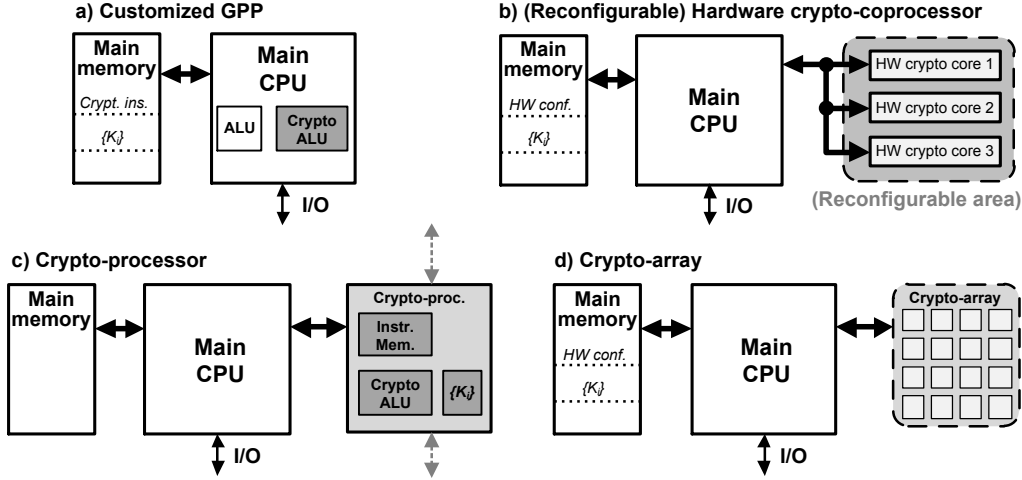 a) Customized GPP
Main
memory
Crypt. ins.
{Ki}
Main
CPU
ALU
Crypto
ALU
I/O
b) (Reconfigurable) Hardware crypto-coprocessor
Main
memory
HW conf.
{Ki}
Main
CPU
I/O
HW crypto core 1
HW crypto core 2
HW crypto core 3
(Reconfigurable area)
c) Crypto-processor
Main
memory
Main
CPU
I/O
Crypto-proc.
Instr.
Mem.
Crypto
ALU
{Ki}
d) Crypto-array
Main
memory
HW conf.
{Ki}
Main
CPU
I/O
Crypto-array